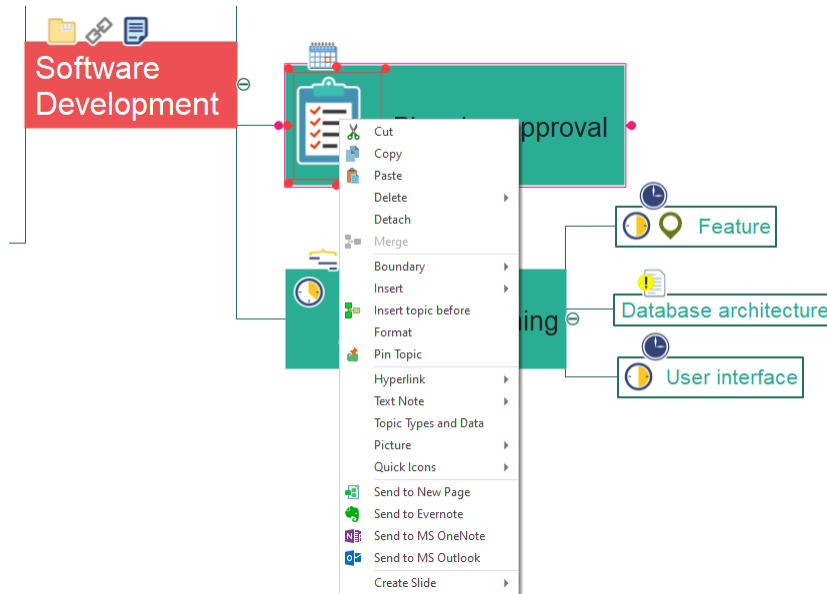 Software
Development
pproval
Cut
Copy
Paste
Delete
Detach
Merge
Boundary
Insert
Insert topic before
Format
Pin Topic
Hyperlink
Text Note
Topic Types and Data
Picture
Quick Icons
Send to New Page
Send to Evernote
Send to MS OneNote
Send to MS Outlook
Create Slide
ning
Feature
Database architecture
User interface